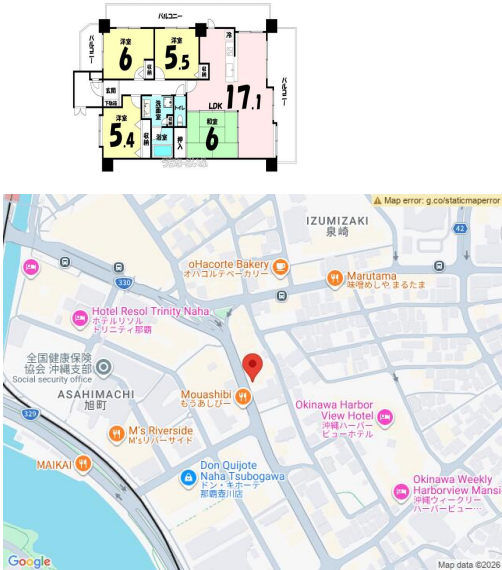 バルコニー
バルコニー
洋室
6
洋室
5.5
収納
収納
冷
玄関
下駄箱
洗面室
トイレ
LDK
17.1
バルコニー
洋室
5.4
収納
浴室
押入
和室
6
Map error: g.co/staticmaperror
IZUMIZAKI
泉崎
42
oHacorte Bakery
オハコルテベーカリー
Marutama
味噌めしや まるたま
330
Hotel Resol Trinity Naha
ホテルリソル
トリニティ那覇
全国健康保険
協会 沖縄支部
Social security office
ASAHIMACHI
旭町
Mouashibi
もうあしびー
329
M's Riverside
M'sリバーサイド
MAIKAI
Okinawa Harbor
View Hotel
沖縄ハーバー
ビューホテル
Don Quijote
Naha Tsubogawa
ドン・キホーテ
那覇壺川店
Okinawa Weekly
Harborview Mansi
沖縄ウィークリー
ハーバービュー…
Google
Map data ©2026